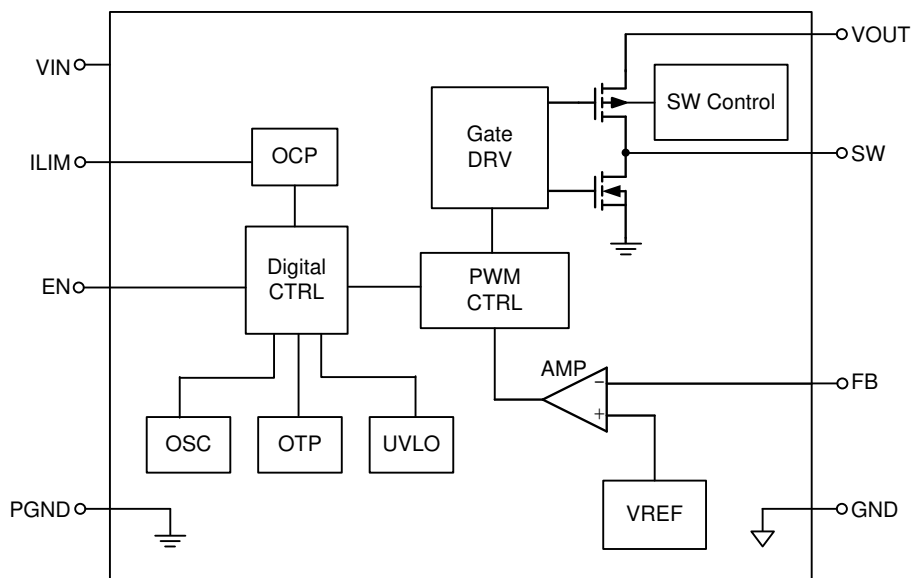 VOUT
VIN
SW Control
Gate
DRV
ILIM
OCP
SW
EN
Digital
CTRL
PWM
CTRL
AMP
−
FB
+
OSC
OTP
UVLO
VREF
PGND
GND